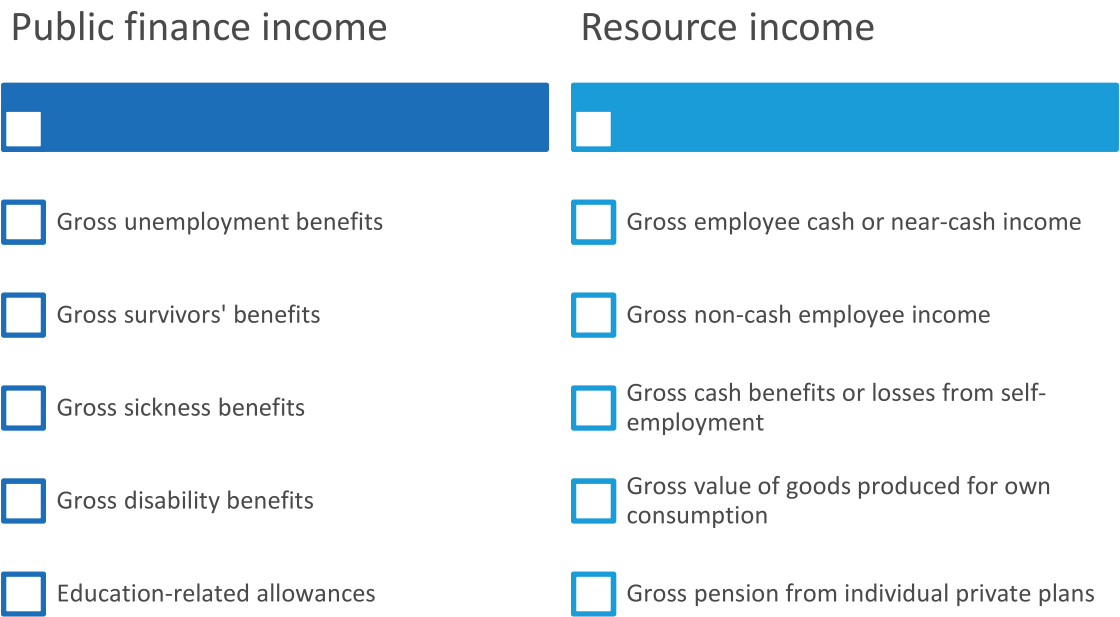 Public finance income
Gross unemployment benefits
Gross survivors' benefits
Gross sickness benefits
Gross disability benefits
Education-related allowances
Resource income
Gross employee cash or near-cash income
Gross non-cash employee income
Gross cash benefits or losses from self-
employment
Gross value of goods produced for own
consumption
Gross pension from individual private plans